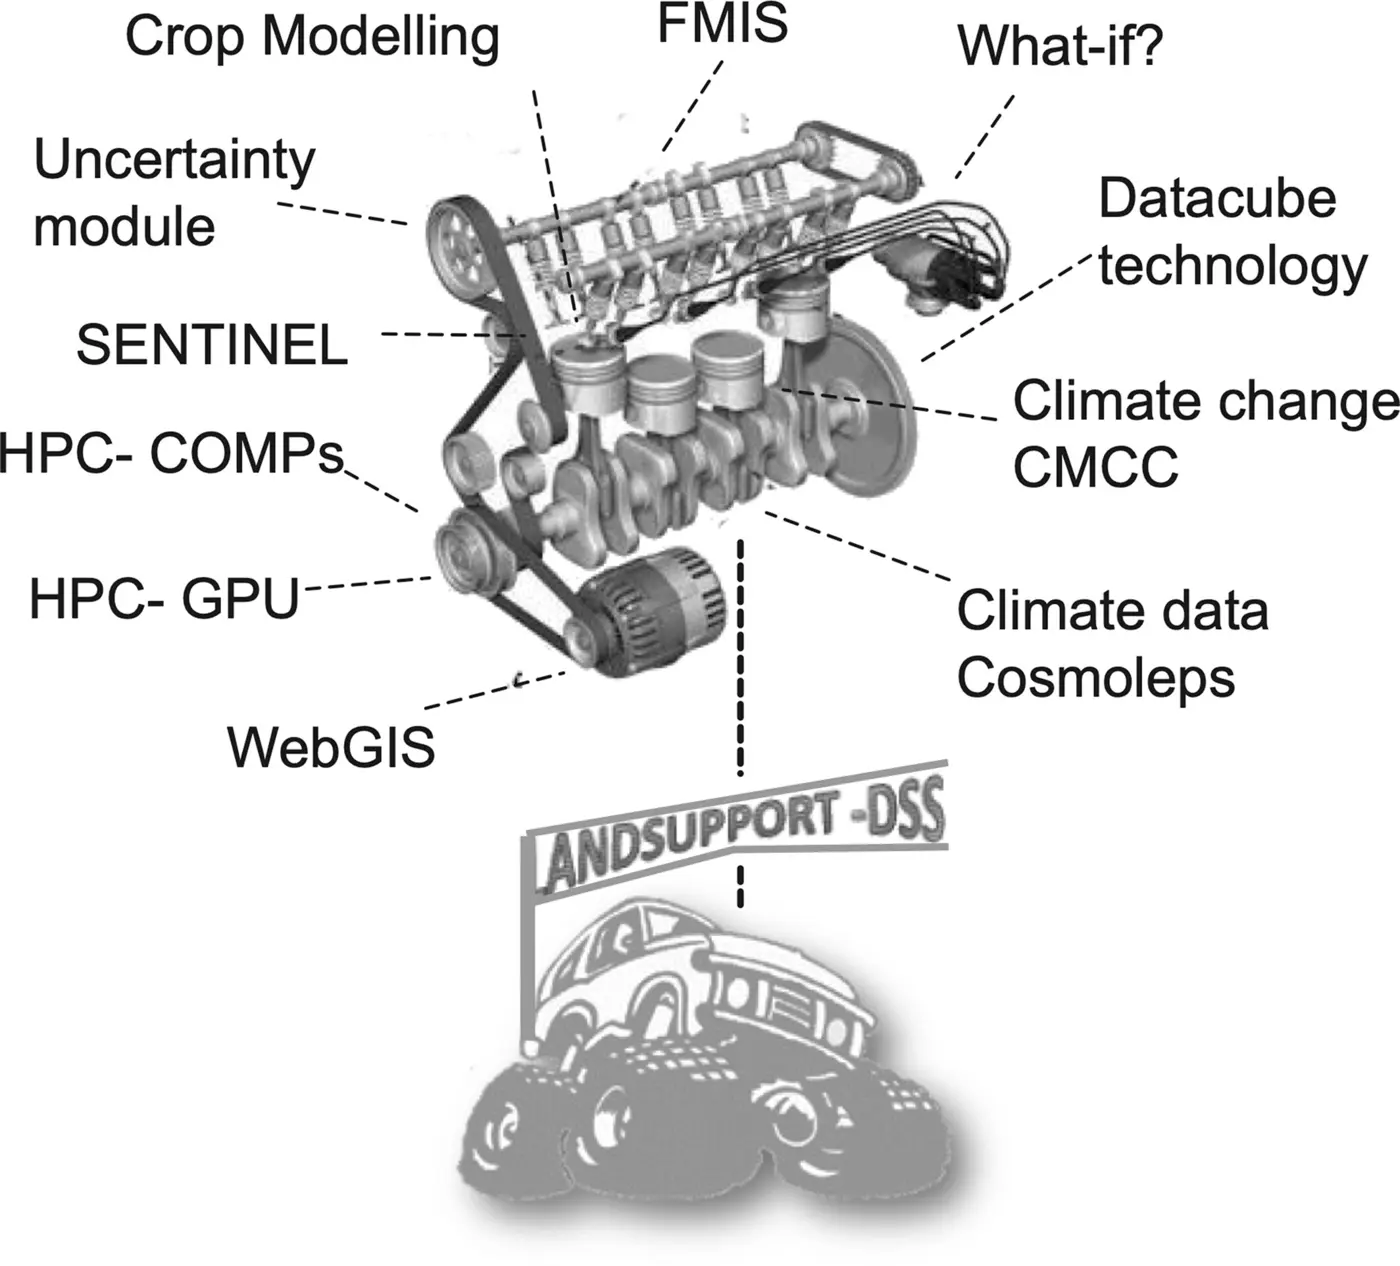 Crop Modelling
FMIS
What-if?
Uncertainty
module
Datacube
technology
SENTINEL
Climate change
CMCC
HPC- COMPs
HPC- GPU
Climate data
Cosmoleps
WebGIS
LANDSUPPORT -DSS